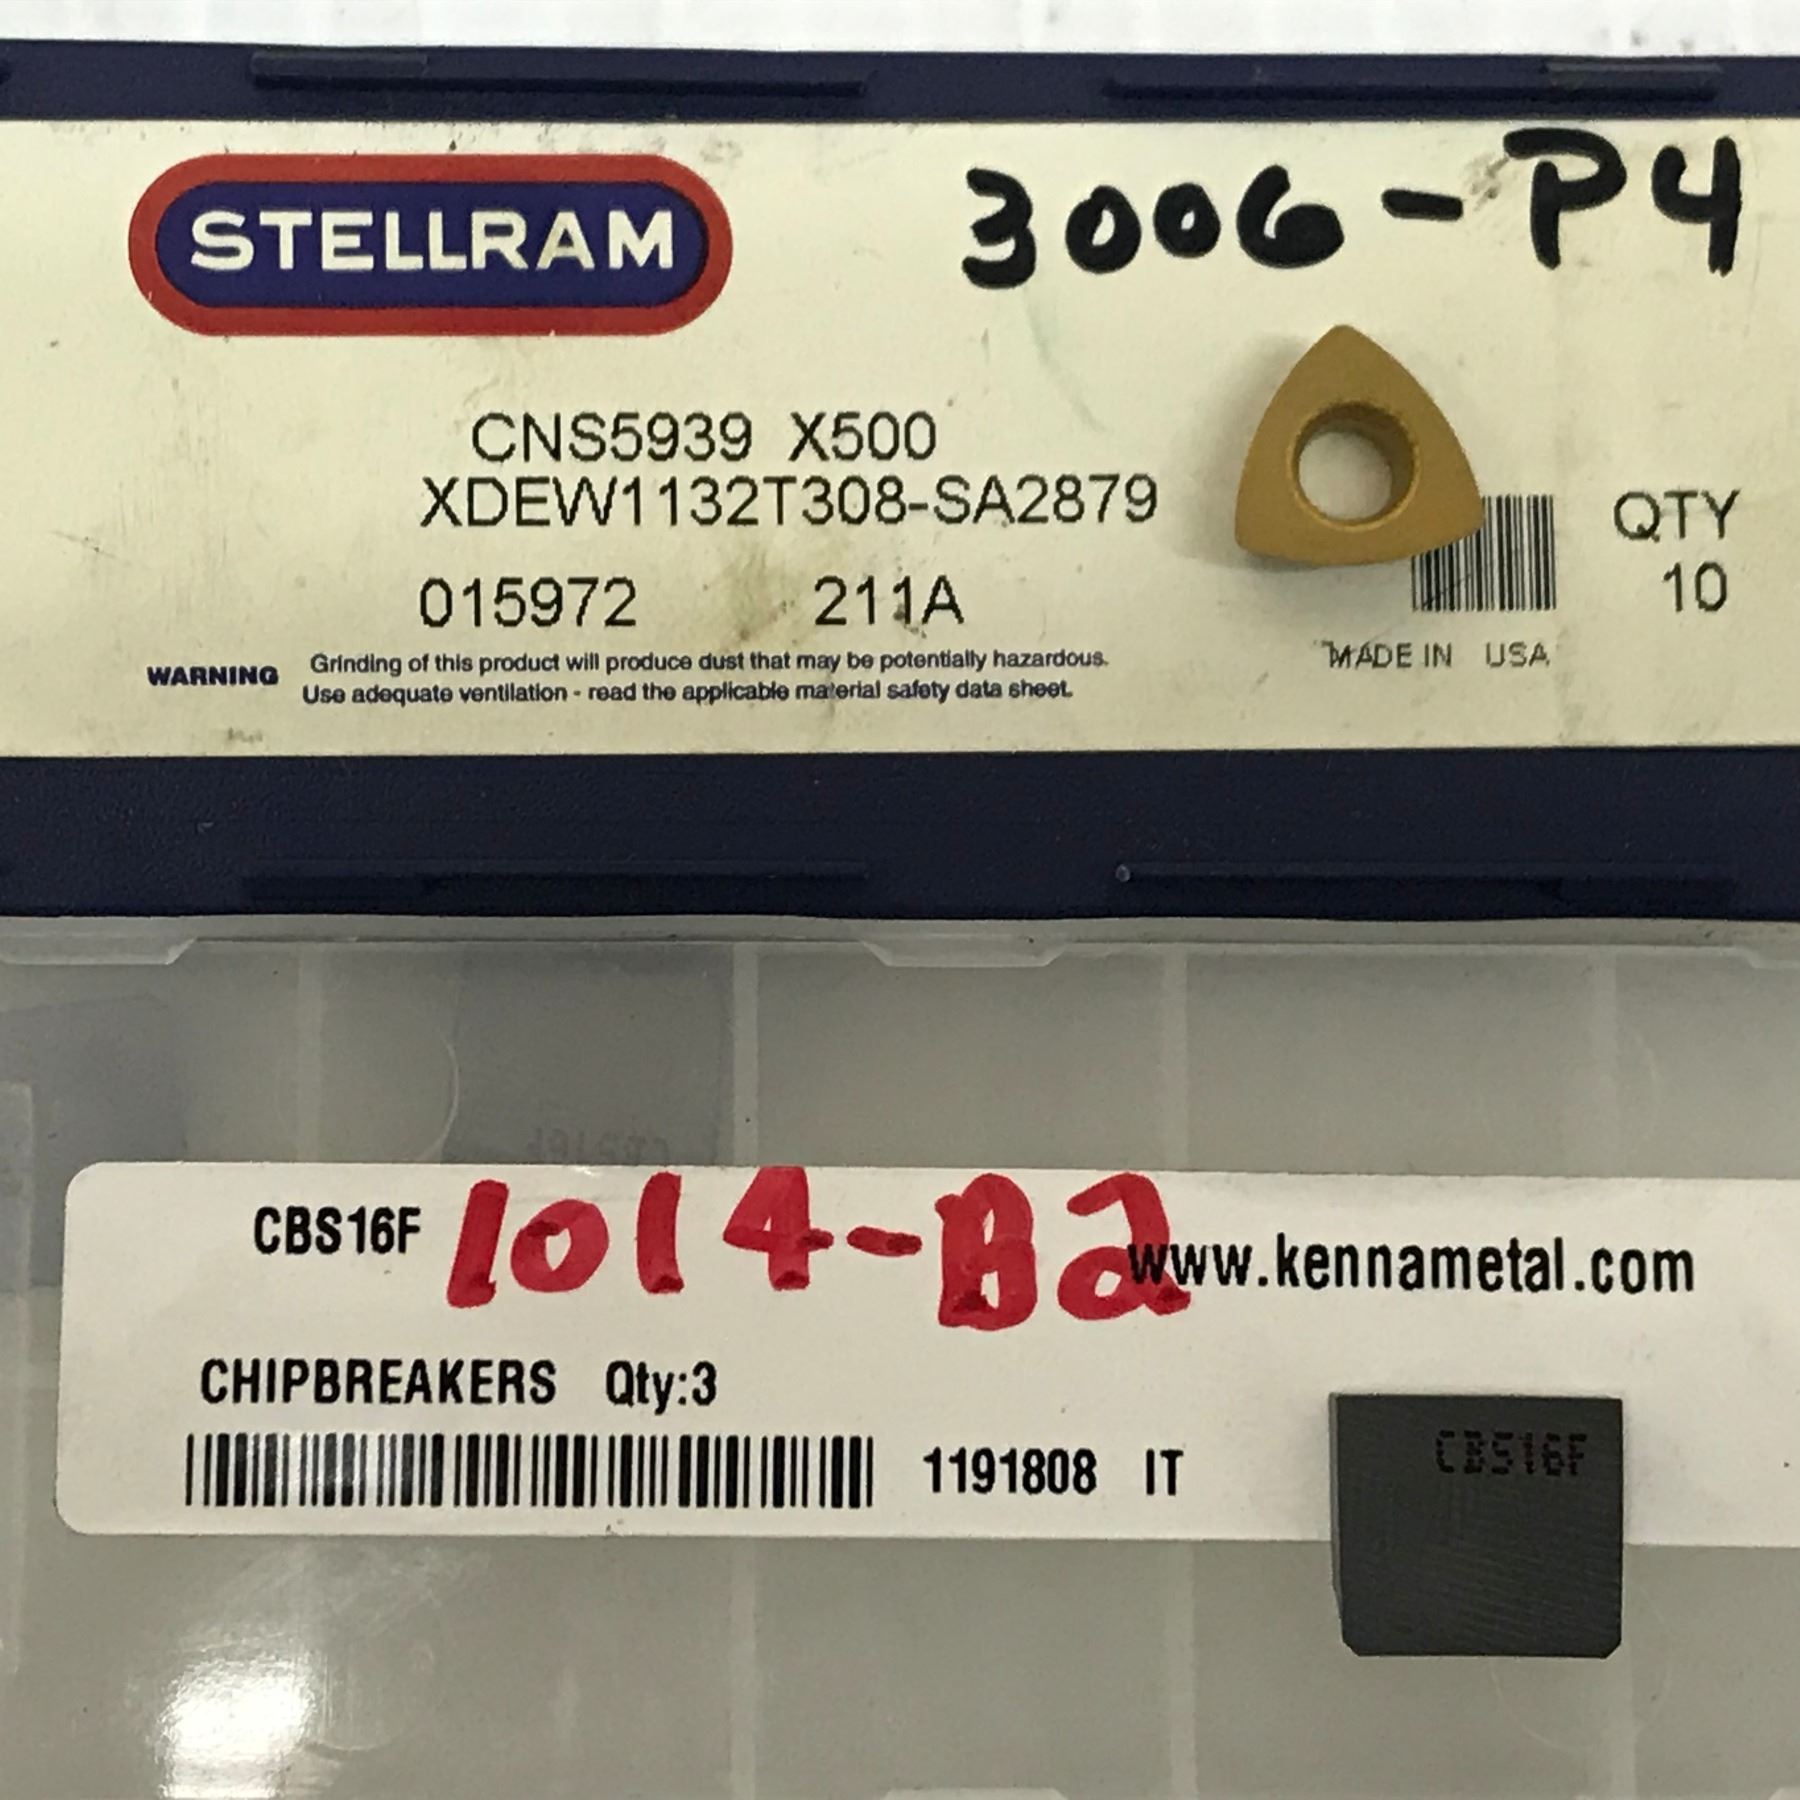 STELLRAM
3006-P4
CNS5939 X500
XDEW1132T308-SA2879
QTY
10
015972 211A
MADE IN USA
WARNING Grinding of this product will produce dust that may be potentially hazardous.
Use adequate ventilation - read the applicable material safety data sheet.
CBS16F
CBS16F 1014-B2 www.kennametal.com
CHIPBREAKERS Qty:3
1191808 IT
CBS16F